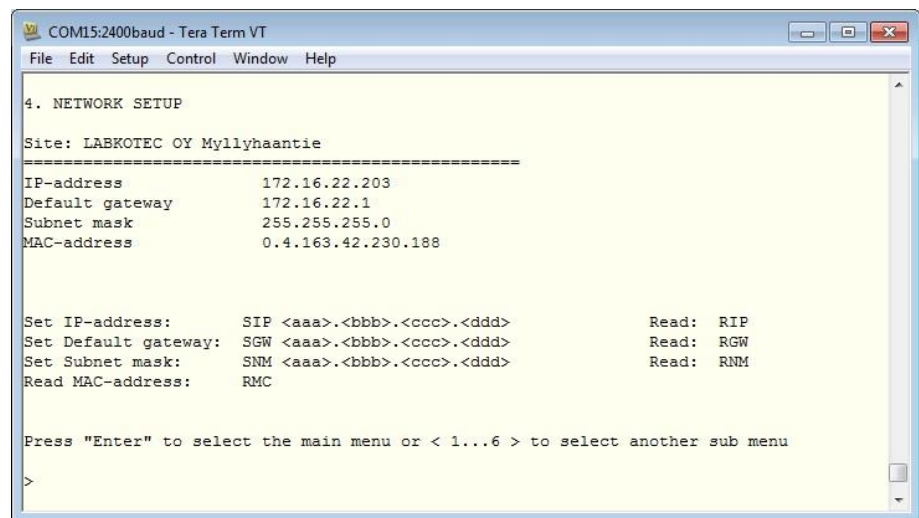 COM15:2400baud - Tera Term VT
File Edit Setup Control Window Help
4. NETWORK SETUP
Site: LABKOTEC OY Myllyhaantie
==================================================
IP-address 172.16.22.203
Default gateway 172.16.22.1
Subnet mask 255.255.255.0
MAC-address 0.4.163.42.230.188
Set IP-address: SIP <aaa>.<bbb>.<ccc>.<ddd> Read: RIP
Set Default gateway: SGW <aaa>.<bbb>.<ccc>.<ddd> Read: RGW
Set Subnet mask: SNM <aaa>.<bbb>.<ccc>.<ddd> Read: RNM
Read MAC-address: RMC
Press "Enter" to select the main menu or < 1...6 > to select another sub menu
>